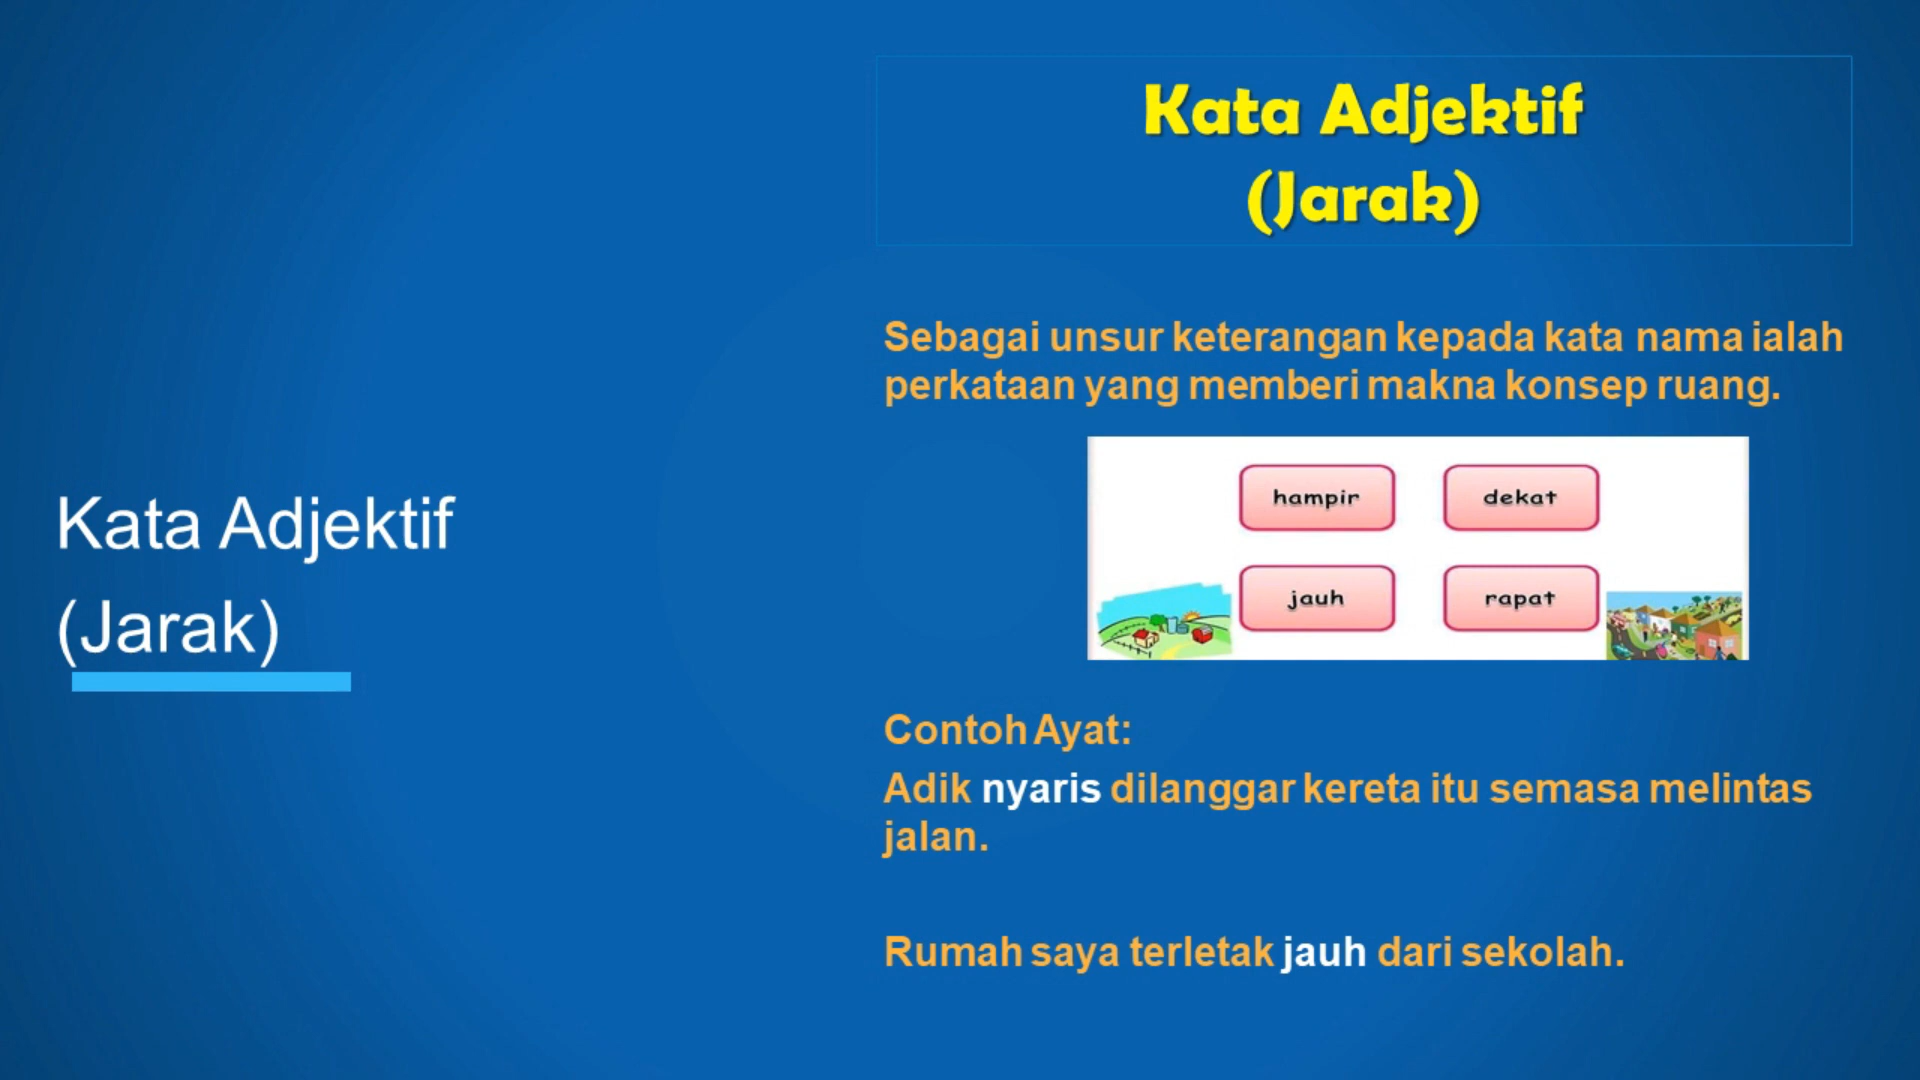 Kata Adjektif
(Jarak)
Kata Adjektif
(Jarak)
Sebagai unsur keterangan kepada kata nama ialah
perkataan yang memberi makna konsep ruang.
hampir
dekat
jauh
rapat
Contoh Ayat:
Adik nyaris dilanggar kereta itu semasa melintas
jalan.
Rumah saya terletak jauh dari sekolah.